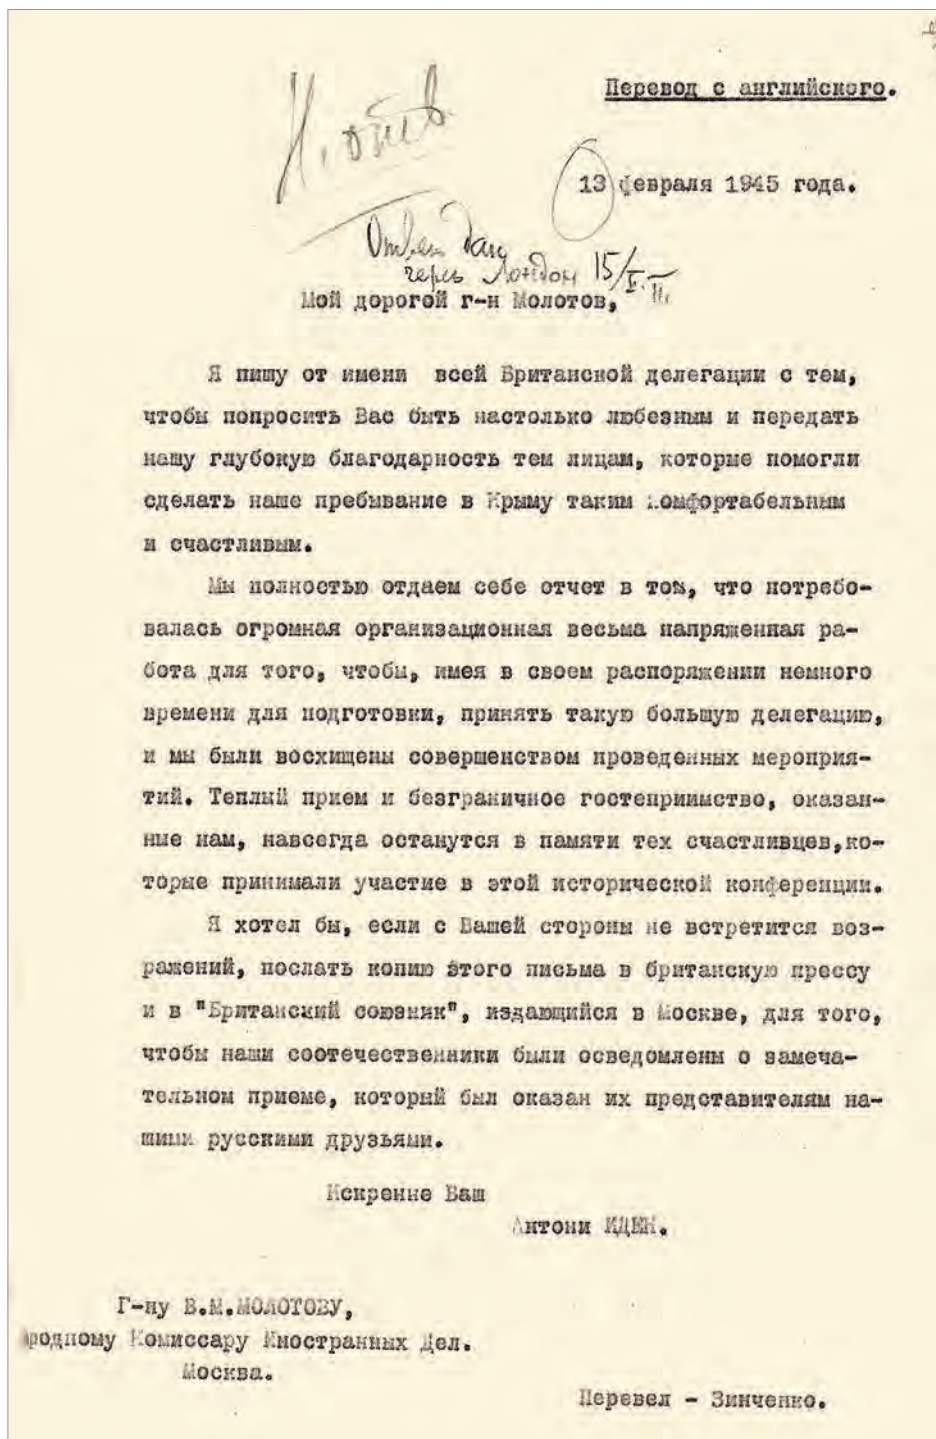 Перевод с английского.
13 февраля 1945 года.
Ответ дан
через Лондон 15/II.
Мой дорогой г-н Молотов,
Я пишу от имени всей Британской делегации с тем,
чтобы попросить Вас быть настолько любезным и передать
нашу глубокую благодарность тем лицам, которые помогли
сделать наше пребывание в Крыму таким комфортабельным
и счастливым.
Мы полностью отдаем себе отчет в том, что потребо-
валась огромная организационная весьма напряженная ра-
бота для того, чтобы, имея в своем распоряжении немного
времени для подготовки, принять такую большую делегацию,
и мы были восхищены совершенством проведенных мероприя-
тий. Теплый прием и безграничное гостеприимство, оказан-
ные нам, навсегда останутся в памяти тех счастливцев,ко-
торые принимали участие в этой исторической конференции.
Я хотел бы, если с Вашей стороны не встретится воз-
ражений, послать копию этого письма в британскую прессу
и в "Британский союзник", издающийся в Москве, для того,
чтобы наши соотечественники были осведомлены о замеча-
тельном приеме, который был оказан их представителям на-
шими русскими друзьями.
Искренне Ваш
Антони ИДЕН.
Г-ну В.М.МОЛОТОВУ,
ародному Комиссару Иностранных Дел.
Москва.
Перевел - Зинченко.